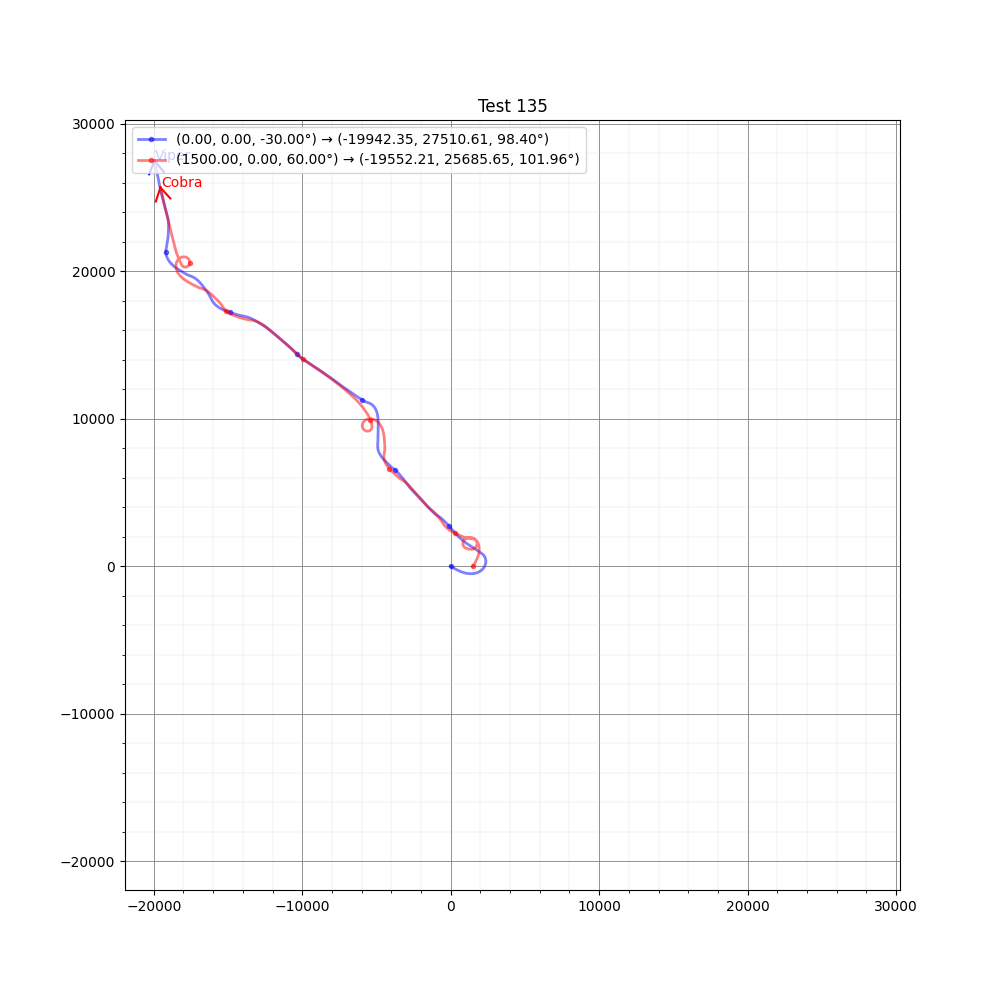 Test 135
(0.00, 0.00, -30.00°) → (-19942.35, 27510.61, 98.40°)
(1500.00, 0.00, 60.00°) → (-19552.21, 25685.65, 101.96°)
Viper
Cobra
30000
20000
10000
0
−10000
−20000
−20000 −10000 0 10000 20000 30000